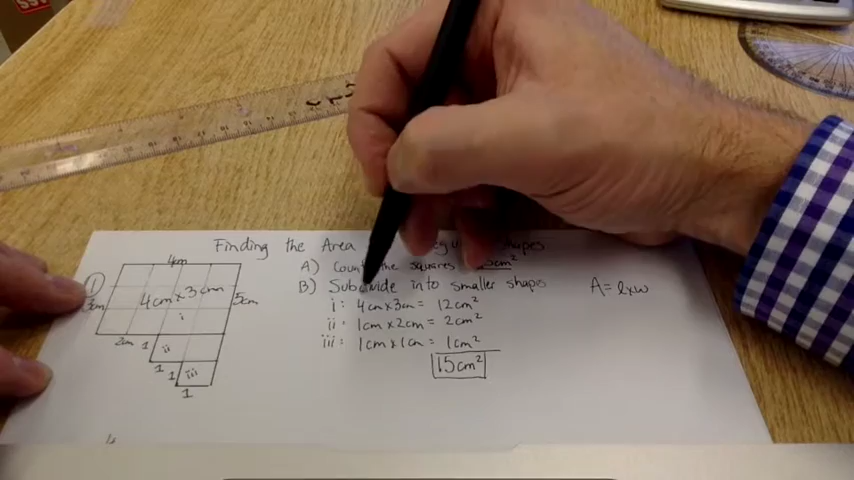 Finding the Area
A) Count the squares
B) Subdivide into smaller shapes A = l x w
i: 4cm x 3cm = 12cm²
ii: 1cm x 2cm = 2cm²
iii: 1cm x 1cm = 1cm²
15cm²
1
4cm
3cm
4cm x 3cm
5cm
i
2cm
1
ii
1
1
iii
1